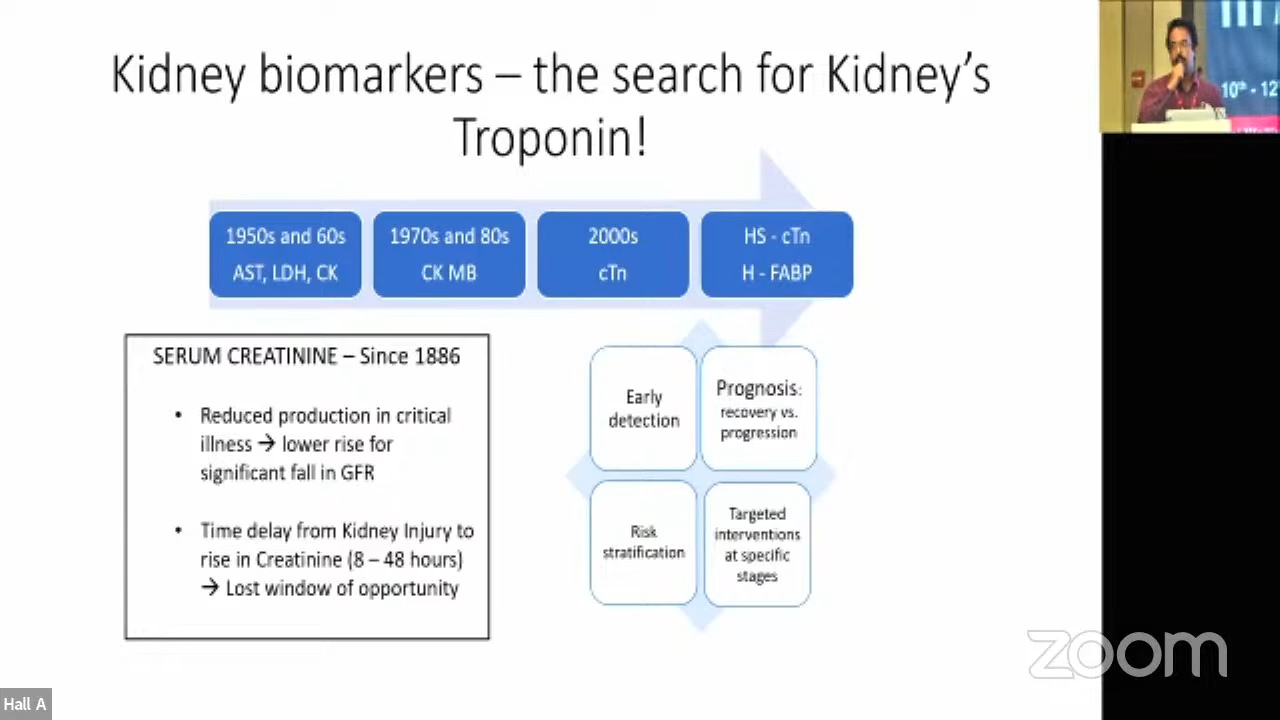 Kidney biomarkers – the search for Kidney's
Troponin!
1950s and 60s
AST, LDH, CK
1970s and 80s
CK MB
2000s
cTn
HS - cTn
H - FABP
SERUM CREATININE – Since 1886
• Reduced production in critical
illness → lower rise for
significant fall in GFR
• Time delay from Kidney Injury to
rise in Creatinine (8 – 48 hours)
→ Lost window of opportunity
Early
detection
Prognosis:
recovery vs.
progression
Risk
stratification
Targeted
interventions
at specific
stages
10th - 12
zoom
Hall A